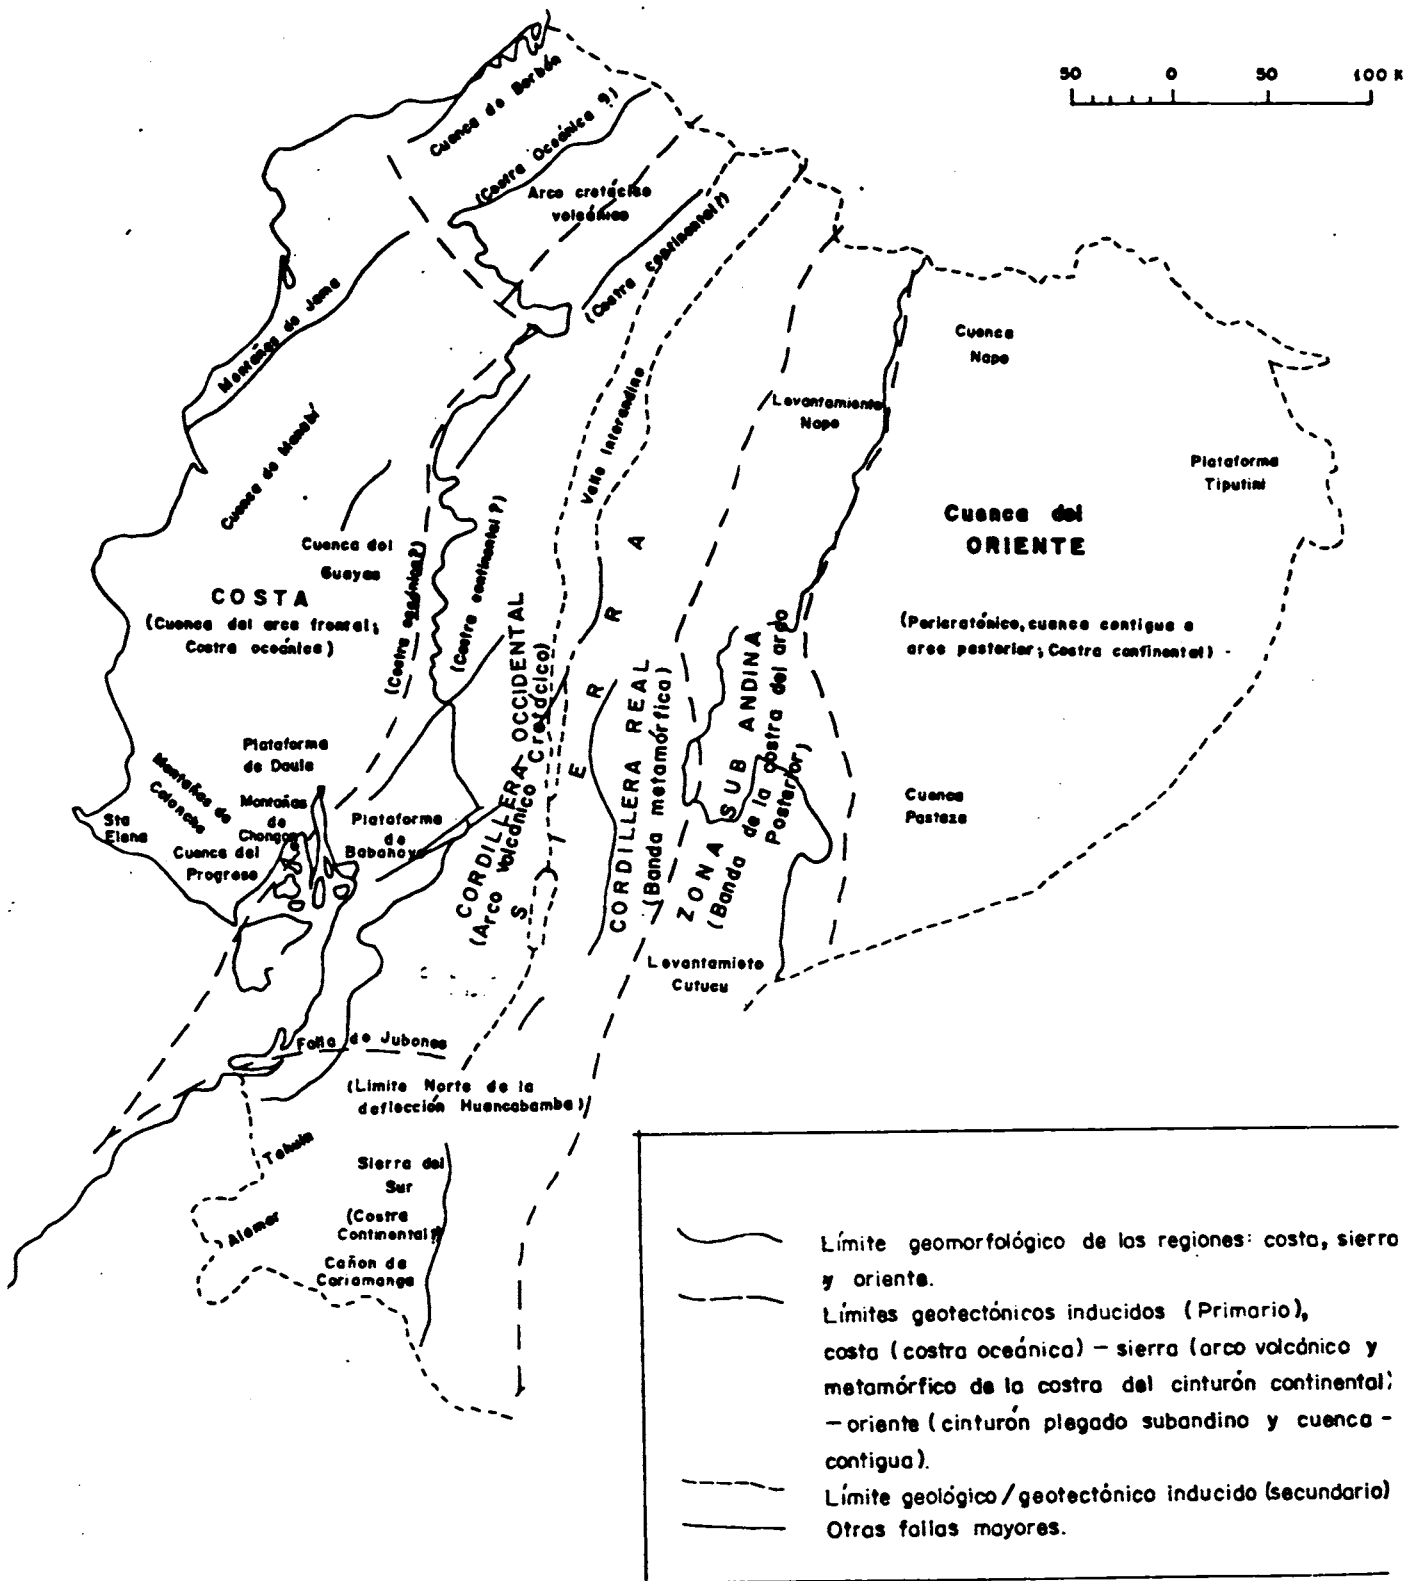 50 0 50 100 K
Cuenca de Borbón
(Costra Oceánica ?)
Arco cretácico
volcánico
(Costra Continental?)
Montañas de Jama
Cuenca de Manabí
Valle Interandino
Cuenca
Napo
Levantamiento
Napo
Plataforma
Tiputini
Cuenca del
ORIENTE
(Pericratónico, cuenca contigua a
arco posterior; Costra continental)
Cuenca del
Guayas
COSTA
(Cuenca del arco frontal;
Costra oceánica)
(Costra oceánica?)
(Costra continental?)
SIERRA
CORDILLERA OCCIDENTAL
(Arco Volcánico Cretácico)
CORDILLERA REAL
(Banda metamórfica)
ZONA SUB ANDINA
(Banda de la costra del arco
Posterior)
Plataforma
de Daule
Montañas de
Colonche
Montañas
de
Chongon
Plataforma
de
Babahoyo
Sta
Elena
Cuenca del
Progreso
Cuenca
Pastaza
Levantamieto
Cutucu
Falla de Jubones
(Límite Norte de la
deflección Huancabamba)
Tahuin
Alamor
Sierra del
Sur
(Costra
Continental?)
Cañon de
Cariamanga
Límite geomorfológico de las regiones: costa, sierra
y oriente.
Límites geotectónicos inducidos (Primario),
costa (costra oceánica) – sierra (arco volcánico y
metamórfico de la costra del cinturón continental)
– oriente (cinturón plegado subandino y cuenca -
contigua).
Límite geológico/geotectónico inducido (secundario)
Otras fallas mayores.